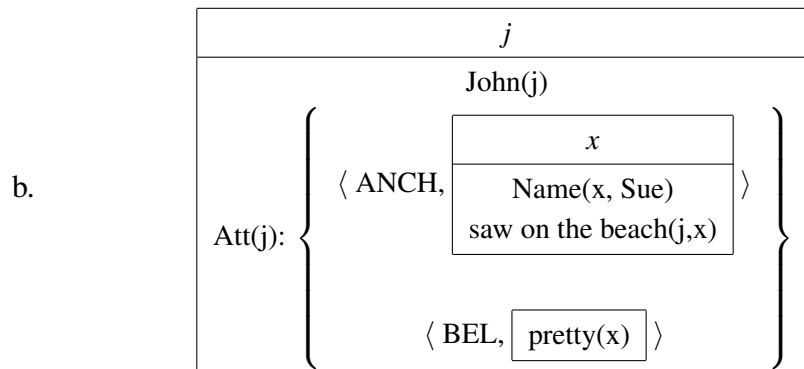 j
John(j)
x
⟨ ANCH, Name(x, Sue) ⟩
saw on the beach(j,x)
b.
Att(j):
⟨ BEL, pretty(x) ⟩